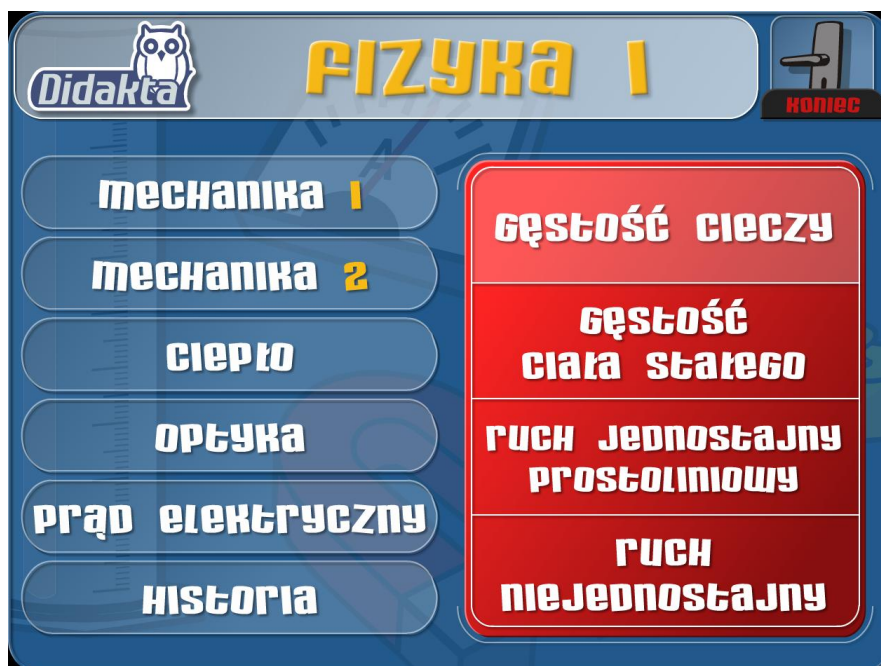 Didakta
FIZYKA 1
KONIEC
MECHANIKA 1
MECHANIKA 2
CIEPŁO
OPTYKA
PRĄD ELEKTRYCZNY
HISTORIA
GĘSTOŚĆ CIECZY
GĘSTOŚĆ
CIAŁA STAŁEGO
RUCH JEDNOSTAJNY
PROSTOLINIOWY
RUCH
NIEJEDNOSTAJNY